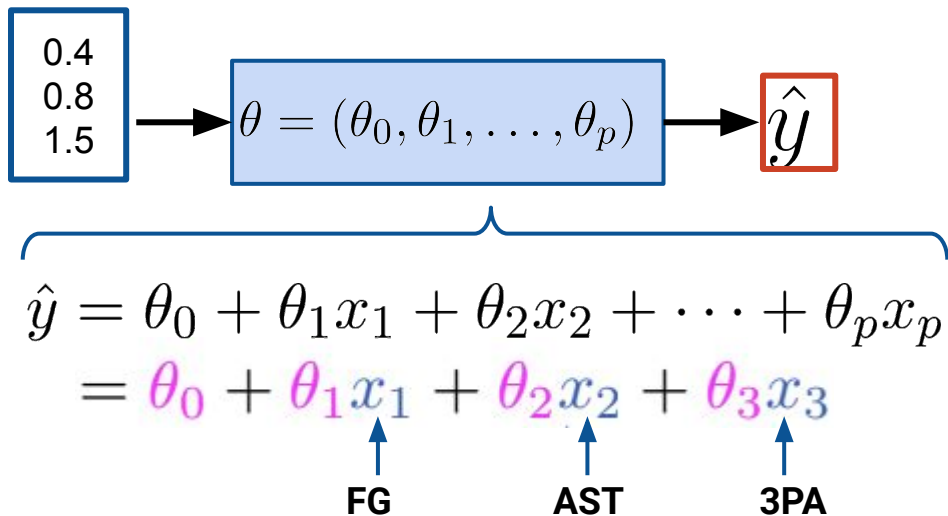 0.4
0.8
1.5
θ = (θ₀, θ₁, . . . , θₚ)
ŷ
ŷ = θ₀ + θ₁x₁ + θ₂x₂ + ⋯ + θₚxₚ
= θ₀ + θ₁x₁ + θ₂x₂ + θ₃x₃
FG AST 3PA